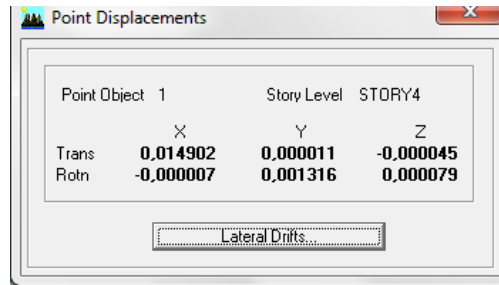 Point Displacements
Point Object 1 Story Level STORY4
X Y Z
Trans 0,014902 0,000011 -0,000045
Rotn -0,000007 0,001316 0,000079
Lateral Drifts...